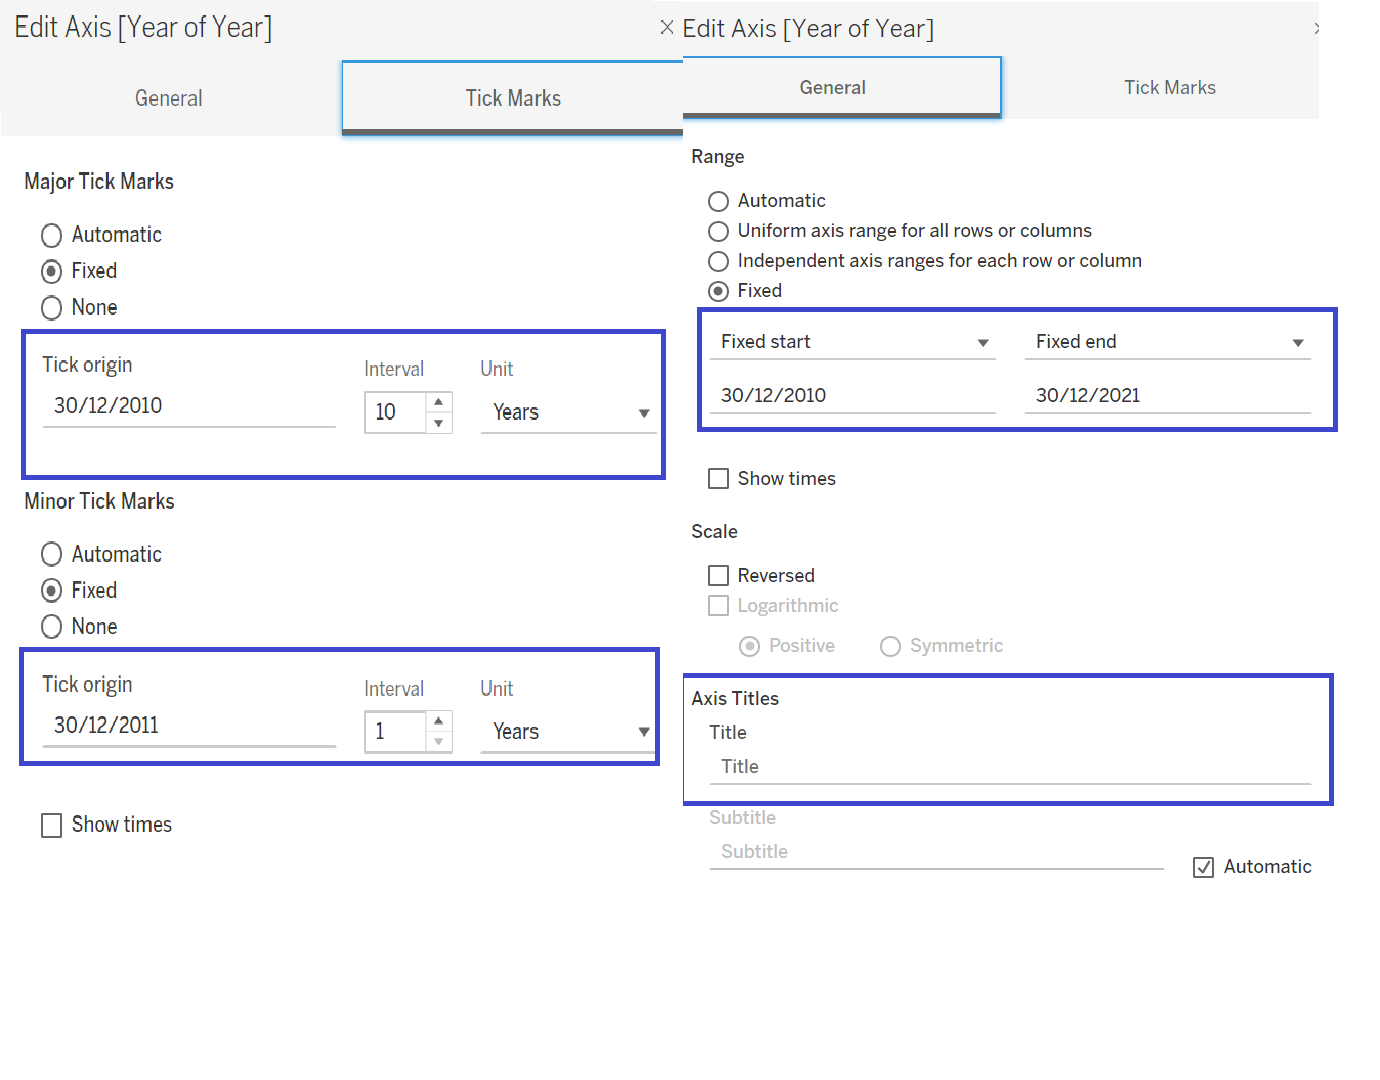 Edit Axis [Year of Year]
General
Tick Marks
Major Tick Marks
Automatic
Fixed
None
Tick origin
Interval
Unit
30/12/2010
10
Years
Minor Tick Marks
Automatic
Fixed
None
Tick origin
Interval
Unit
30/12/2011
1
Years
Show times
Edit Axis [Year of Year]
General
Tick Marks
Range
Automatic
Uniform axis range for all rows or columns
Independent axis ranges for each row or column
Fixed
Fixed start
Fixed end
30/12/2010
30/12/2021
Show times
Scale
Reversed
Logarithmic
Positive
Symmetric
Axis Titles
Title
Title
Subtitle
Subtitle
Automatic